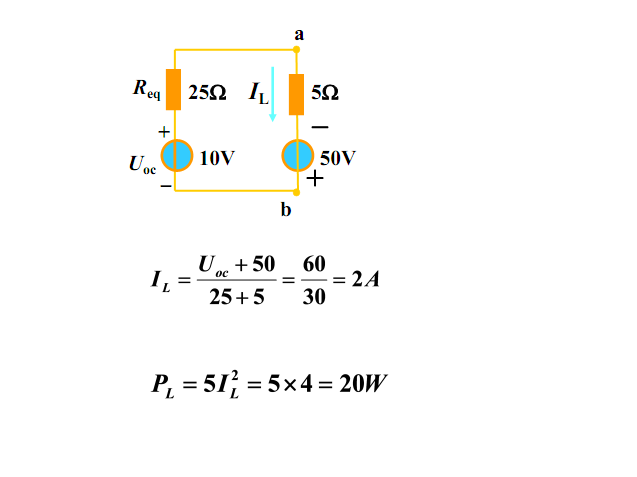 a
R_eq 25Ω I_L 5Ω
+ −
U_oc 10V 50V
− +
b
I_L = (U_oc + 50)/(25 + 5) = 60/30 = 2A
P_L = 5I_L^2 = 5×4 = 20W